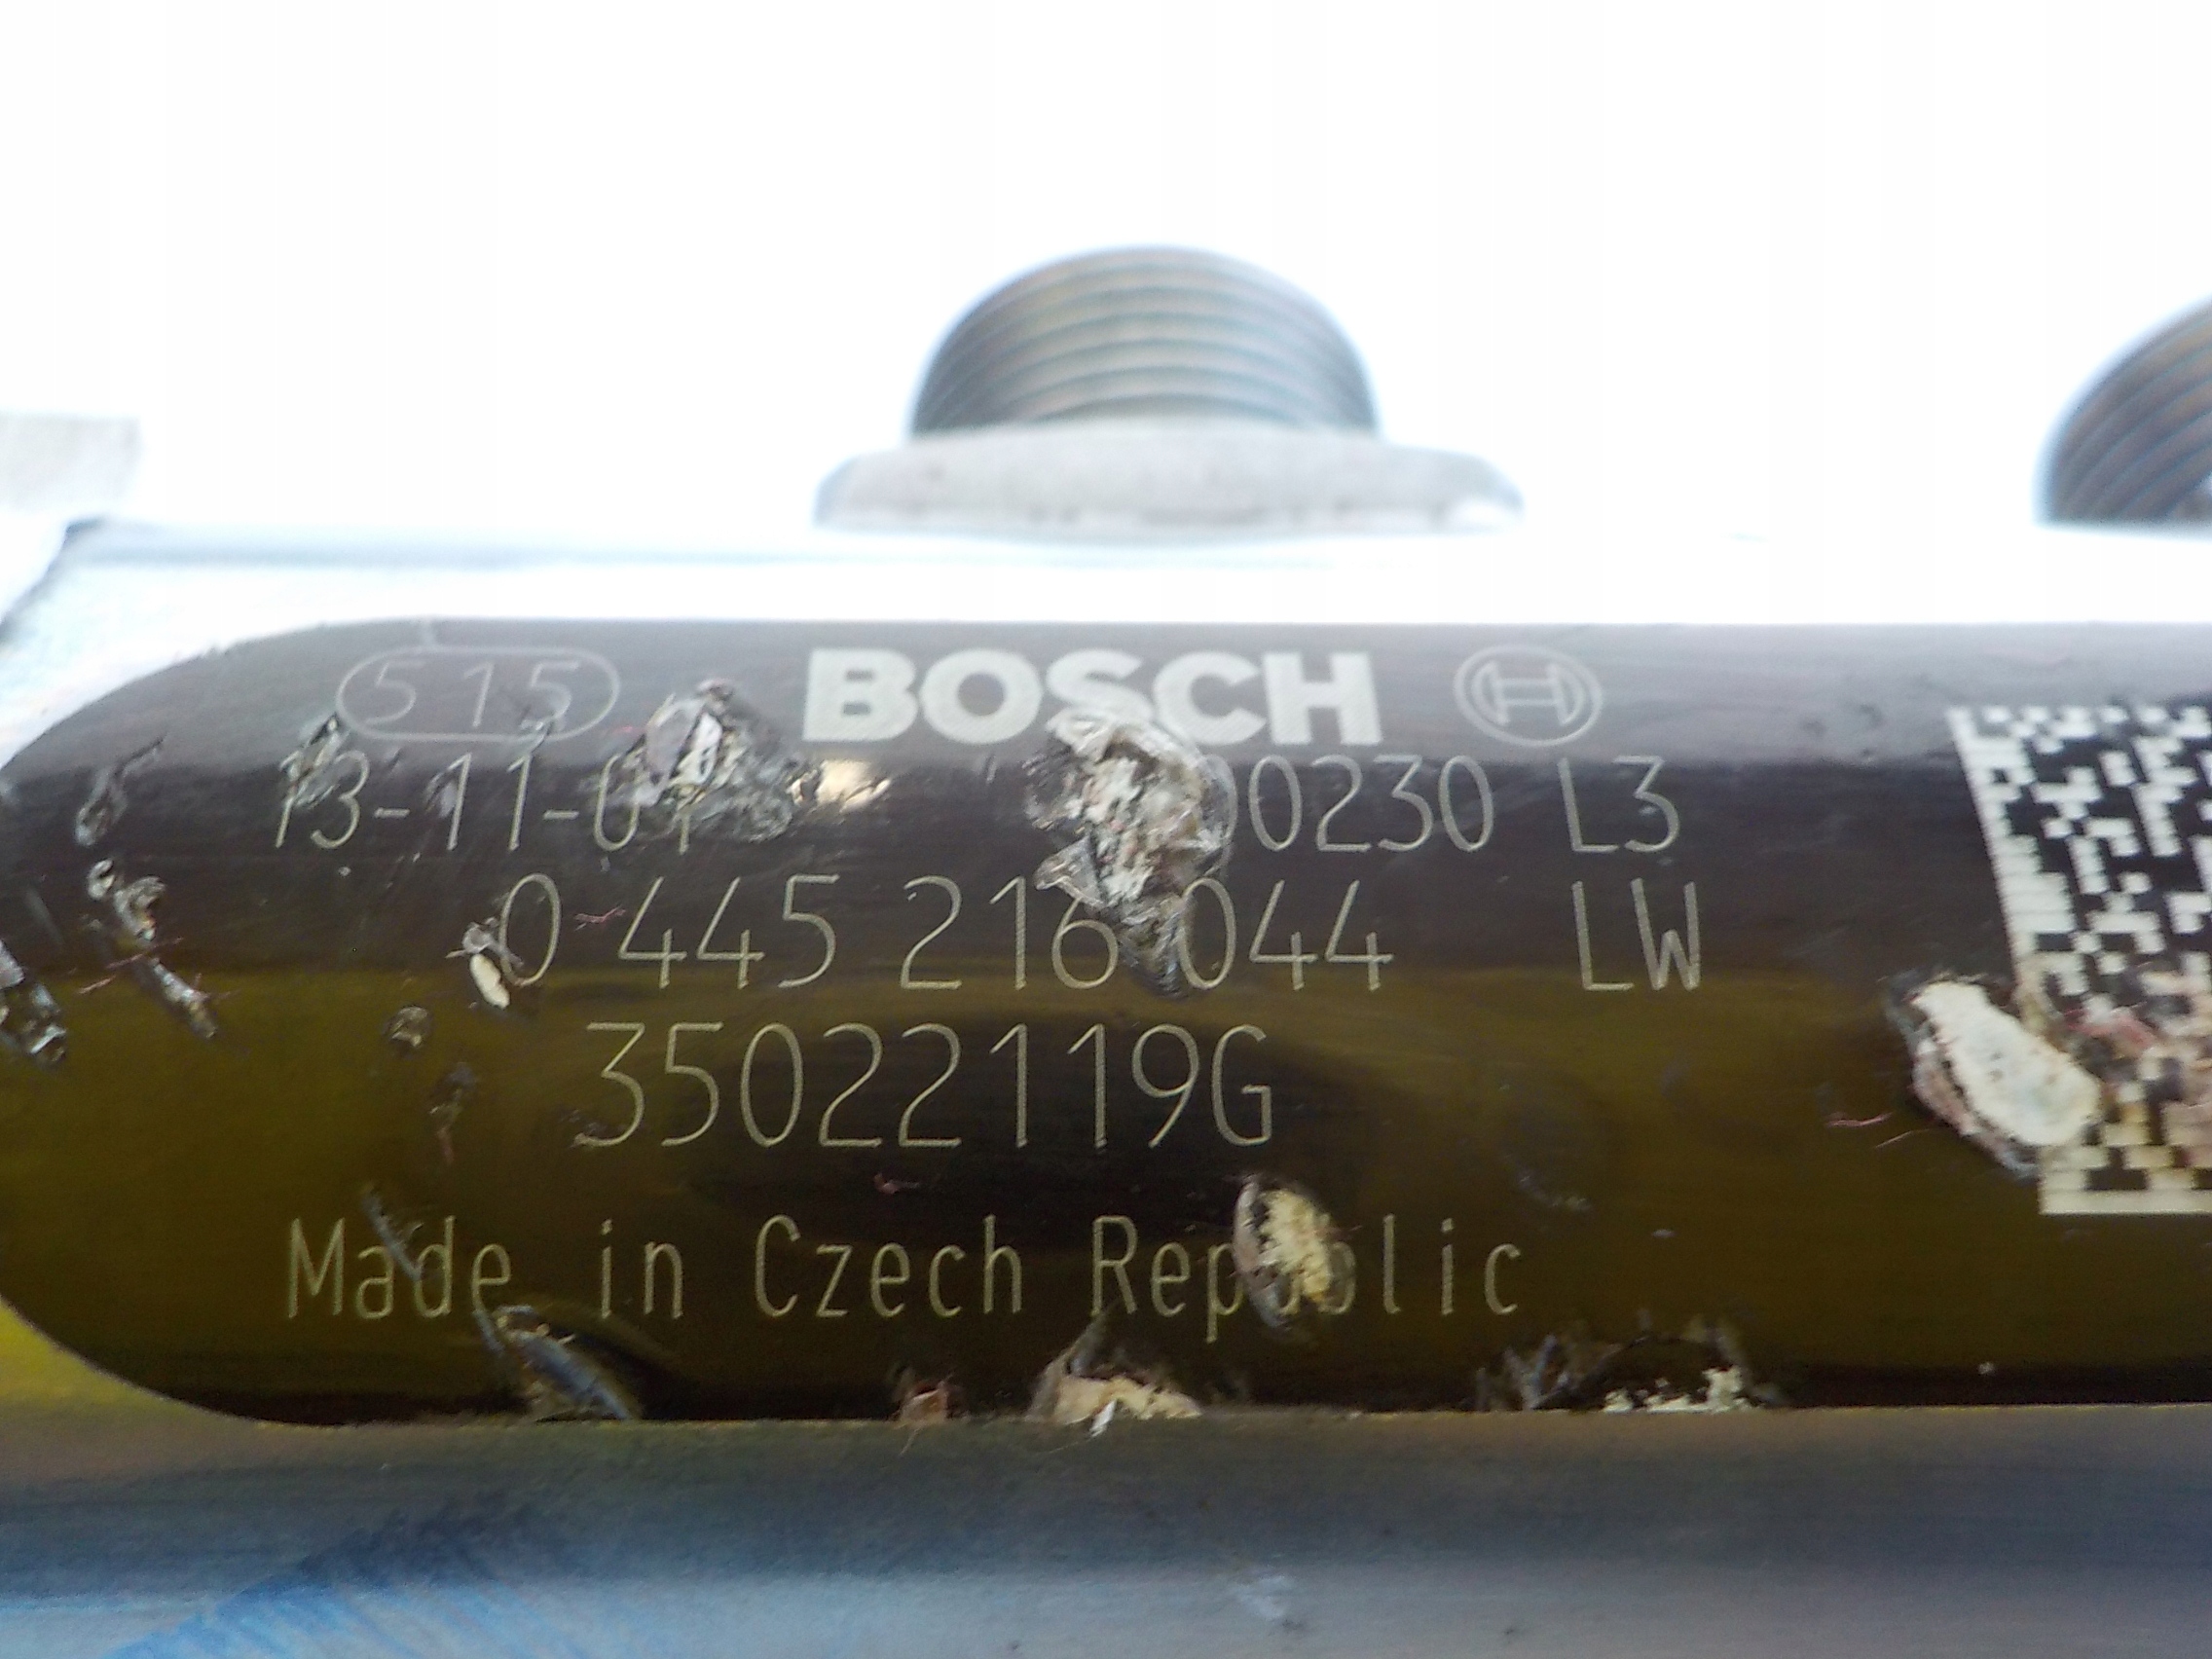 515 BOSCH
13-11-01 00230 L3
0 445 216 044 LW
35022119G
Made in Czech Republic